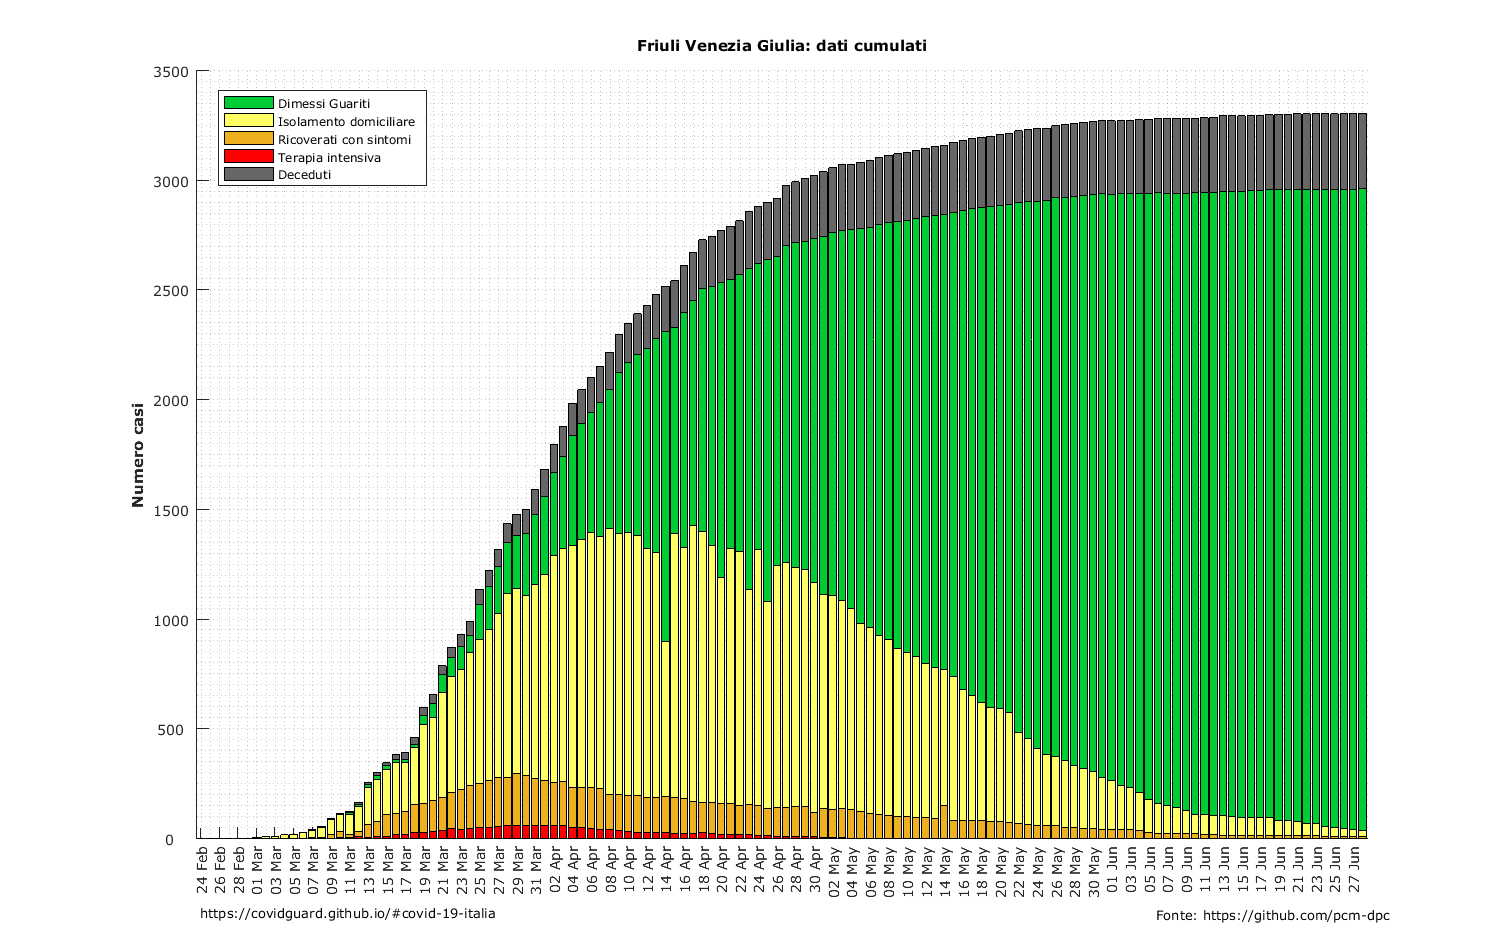 Friuli Venezia Giulia: dati cumulati
3500
3000
2500
2000
1500
1000
500
0
Numero casi
Dimessi Guariti
Isolamento domiciliare
Ricoverati con sintomi
Terapia intensiva
Deceduti
24 Feb
26 Feb
28 Feb
01 Mar
03 Mar
05 Mar
07 Mar
09 Mar
11 Mar
13 Mar
15 Mar
17 Mar
19 Mar
21 Mar
23 Mar
25 Mar
27 Mar
29 Mar
31 Mar
02 Apr
04 Apr
06 Apr
08 Apr
10 Apr
12 Apr
14 Apr
16 Apr
18 Apr
20 Apr
22 Apr
24 Apr
26 Apr
28 Apr
30 Apr
02 May
04 May
06 May
08 May
10 May
12 May
14 May
16 May
18 May
20 May
22 May
24 May
26 May
28 May
30 May
01 Jun
03 Jun
05 Jun
07 Jun
09 Jun
11 Jun
13 Jun
15 Jun
17 Jun
19 Jun
21 Jun
23 Jun
25 Jun
27 Jun
https://covidguard.github.io/#covid-19-italia
Fonte: https://github.com/pcm-dpc